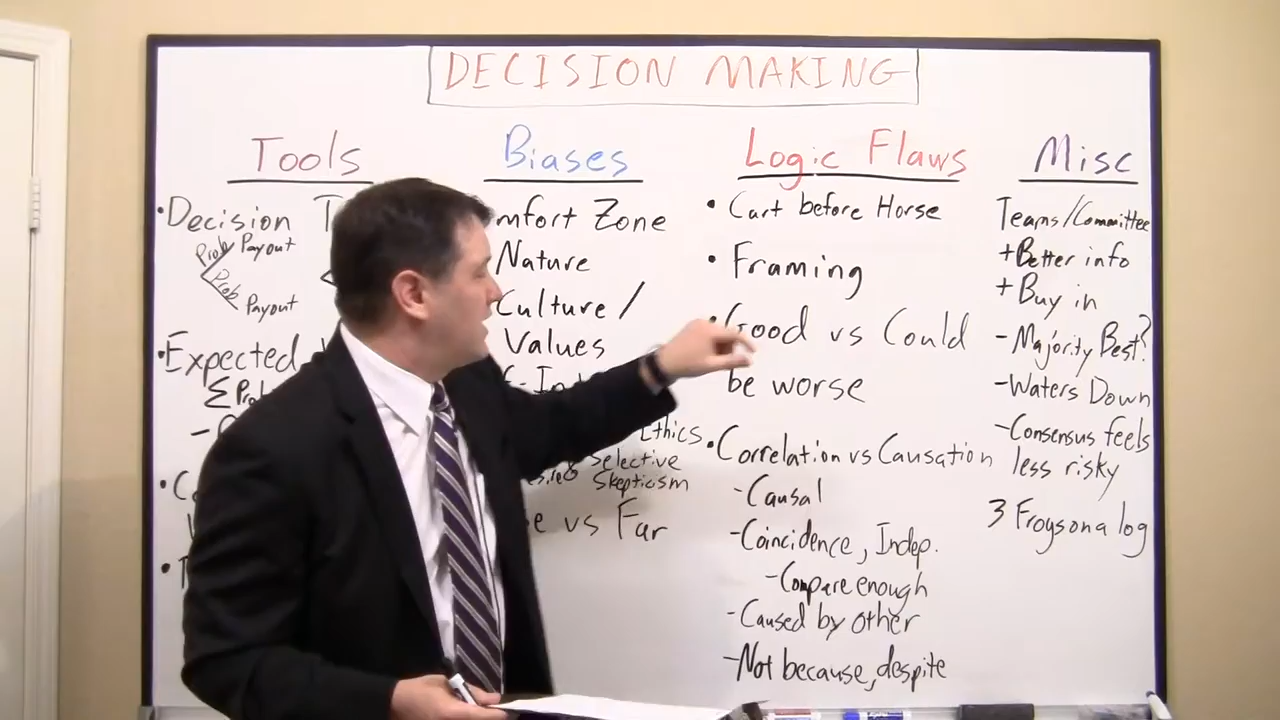 DECISION MAKING
Tools
• Decision
Prob Payout
Prob
Payout
• Expected
Σ Prob
Biases
Comfort Zone
Nature
Culture /
Values
Ethics
Selective
Skepticism
vs Far
Logic Flaws
• Cart before Horse
• Framing
• Good vs Could
be worse
• Correlation vs Causation
- Causal
- Coincidence, Indep.
- Compare enough
- Caused by other
- Not because, despite
Misc
Teams/Committee
+ Better info
+ Buy in
- Majority Best?
- Waters Down
- Consensus feels
less risky
3 Frogs on a log